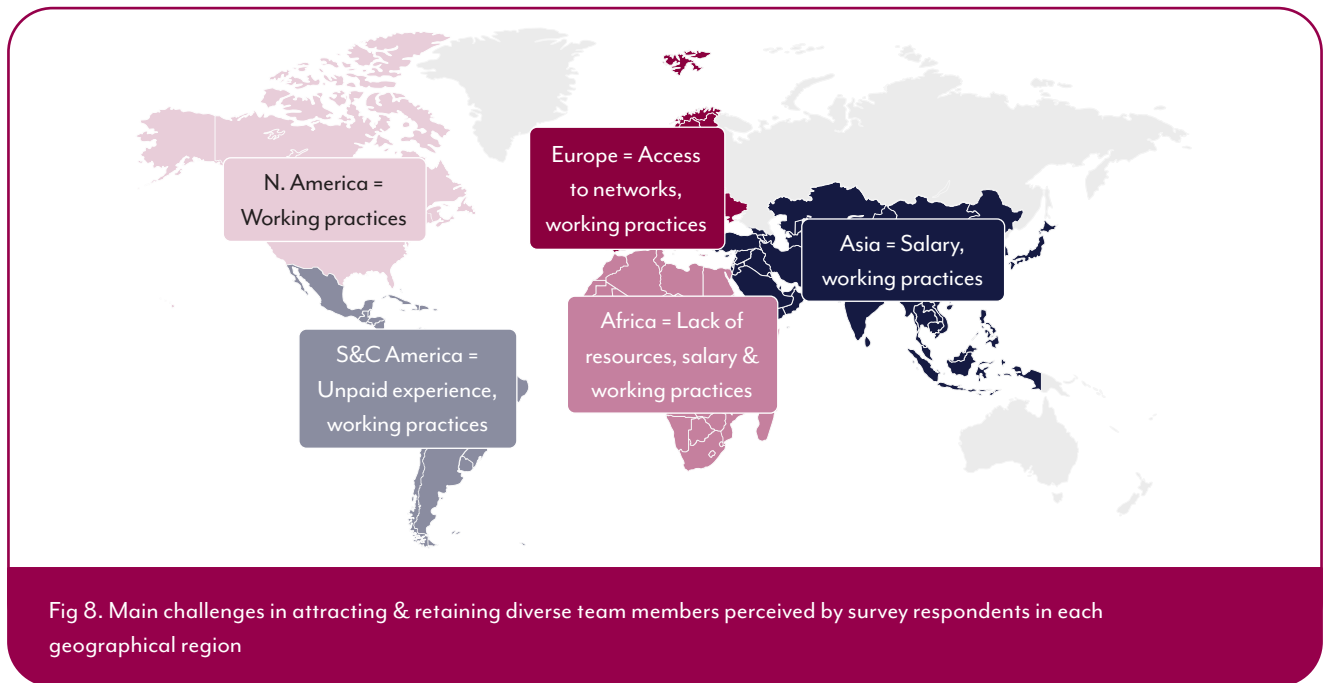 N. America =
Working practices
Europe = Access
to networks,
working practices
Asia = Salary,
working practices
S&C America =
Unpaid experience,
working practices
Africa = Lack of
resources, salary &
working practices
Fig 8. Main challenges in attracting & retaining diverse team members perceived by survey respondents in each
geographical region